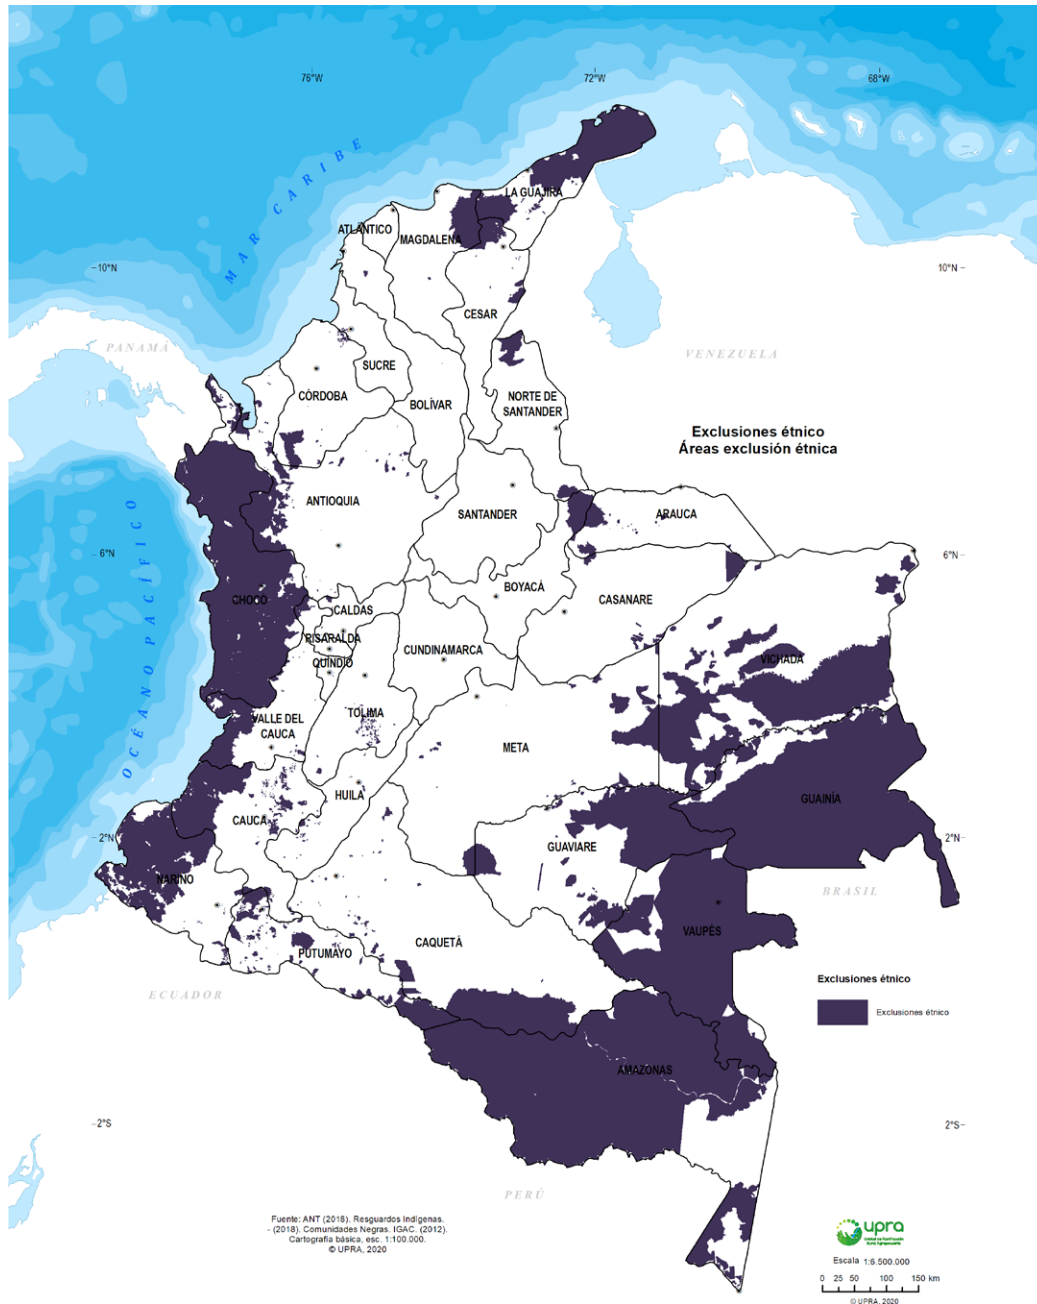 76°W
72°W
68°W
MAR CARIBE
LA GUAJIRA
ATLÁNTICO
MAGDALENA
10°N
10°N
CESAR
PANAMÁ
VENEZUELA
SUCRE
CÓRDOBA
BOLÍVAR
NORTE DE
SANTANDER
Exclusiones étnico
Áreas exclusión étnica
ANTIOQUIA
SANTANDER
ARAUCA
OCÉANO PACÍFICO
6°N
6°N
BOYACÁ
CASANARE
CHOCÓ
CALDAS
RISARALDA
CUNDINAMARCA
QUINDÍO
VICHADA
VALLE DEL
CAUCA
TOLIMA
META
HUILA
GUAINÍA
CAUCA
2°N
2°N
GUAVIARE
NARIÑO
BRASIL
VAUPÉS
CAQUETÁ
PUTUMAYO
ECUADOR
Exclusiones étnico
Exclusiones étnico
AMAZONAS
2°S
2°S
PERÚ
Fuente: ANT (2018). Resguardos Indígenas.
- (2018). Comunidades Negras. IGAC. (2012).
Cartografía básica, esc. 1:100.000.
© UPRA, 2020
upra
Escala 1:6.500.000
0 25 50 100 150 km
© UPRA, 2020